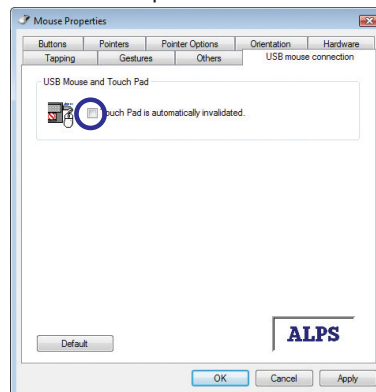 Mouse Properties
Buttons Pointers Pointer Options Orientation Hardware
Tapping Gestures Others USB mouse connection
USB Mouse and Touch Pad
Touch Pad is automatically invalidated.
ALPS
Default
OK Cancel Apply